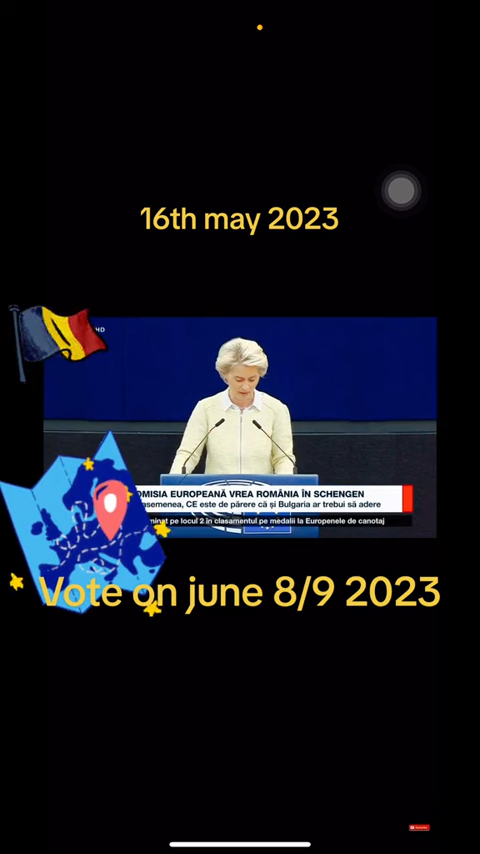 16th may 2023
HD
OMISIA EUROPEANĂ VREA ROMÂNIA ÎN SCHENGEN
asemenea, CE este de părere că și Bulgaria ar trebui să adere
minat pe locul 2 în clasamentul pe medalii la Europenele de canotaj
Vote on june 8/9 2023